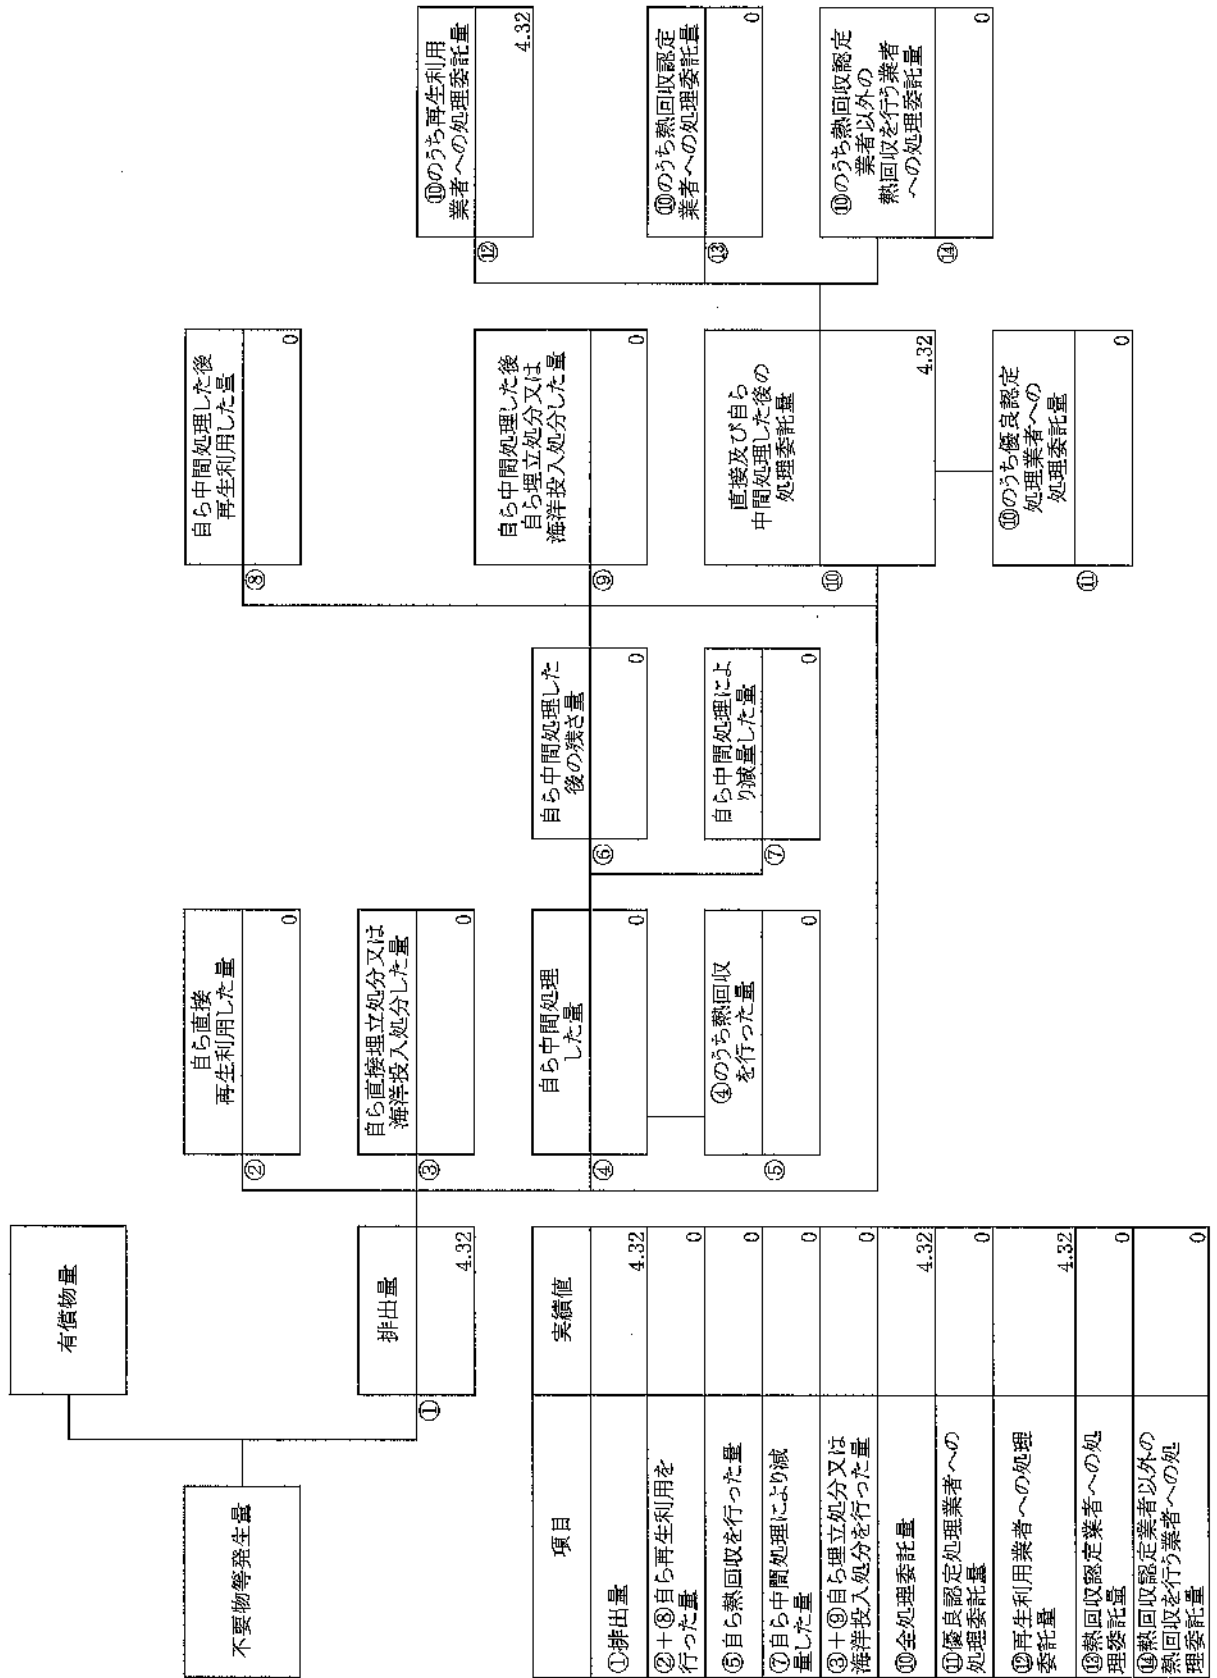 不要物等発生量
有償物量
①
排出量
4.32
②
自ら直接
再生利用した量
0
③
自ら直接埋立処分又は
海洋投入処分した量
0
④
自ら中間処理
した量
0
⑤
④のうち熱回収
を行った量
0
⑥
自ら中間処理した
後の残さ量
0
⑦
自ら中間処理によ
り減量した量
0
⑧
自ら中間処理した後
再生利用した量
0
⑨
自ら中間処理した後
自ら埋立処分又は
海洋投入処分した量
0
⑩
直接及び自ら
中間処理した後の
処理委託量
4.32
⑪
⑩のうち優良認定
処理業者への
処理委託量
0
⑫
⑩のうち再生利用
業者への処理委託量
4.32
⑬
⑩のうち熱回収認定
業者への処理委託量
0
⑭
⑩のうち熱回収認定
業者以外の
熱回収を行う業者
への処理委託量
0
項目 実績値
①排出量 4.32
②+⑧自ら再生利用を
行った量 0
⑤自ら熱回収を行った量 0
⑦自ら中間処理により減
量した量 0
③+⑨自ら埋立処分又は
海洋投入処分を行った量 0
⑩全処理委託量 4.32
⑪優良認定処理業者への
処理委託量 0
⑫再生利用業者への処理
委託量 4.32
⑬熱回収認定業者への処
理委託量 0
⑭熱回収認定業者以外の
熱回収を行う業者への処
理委託量 0